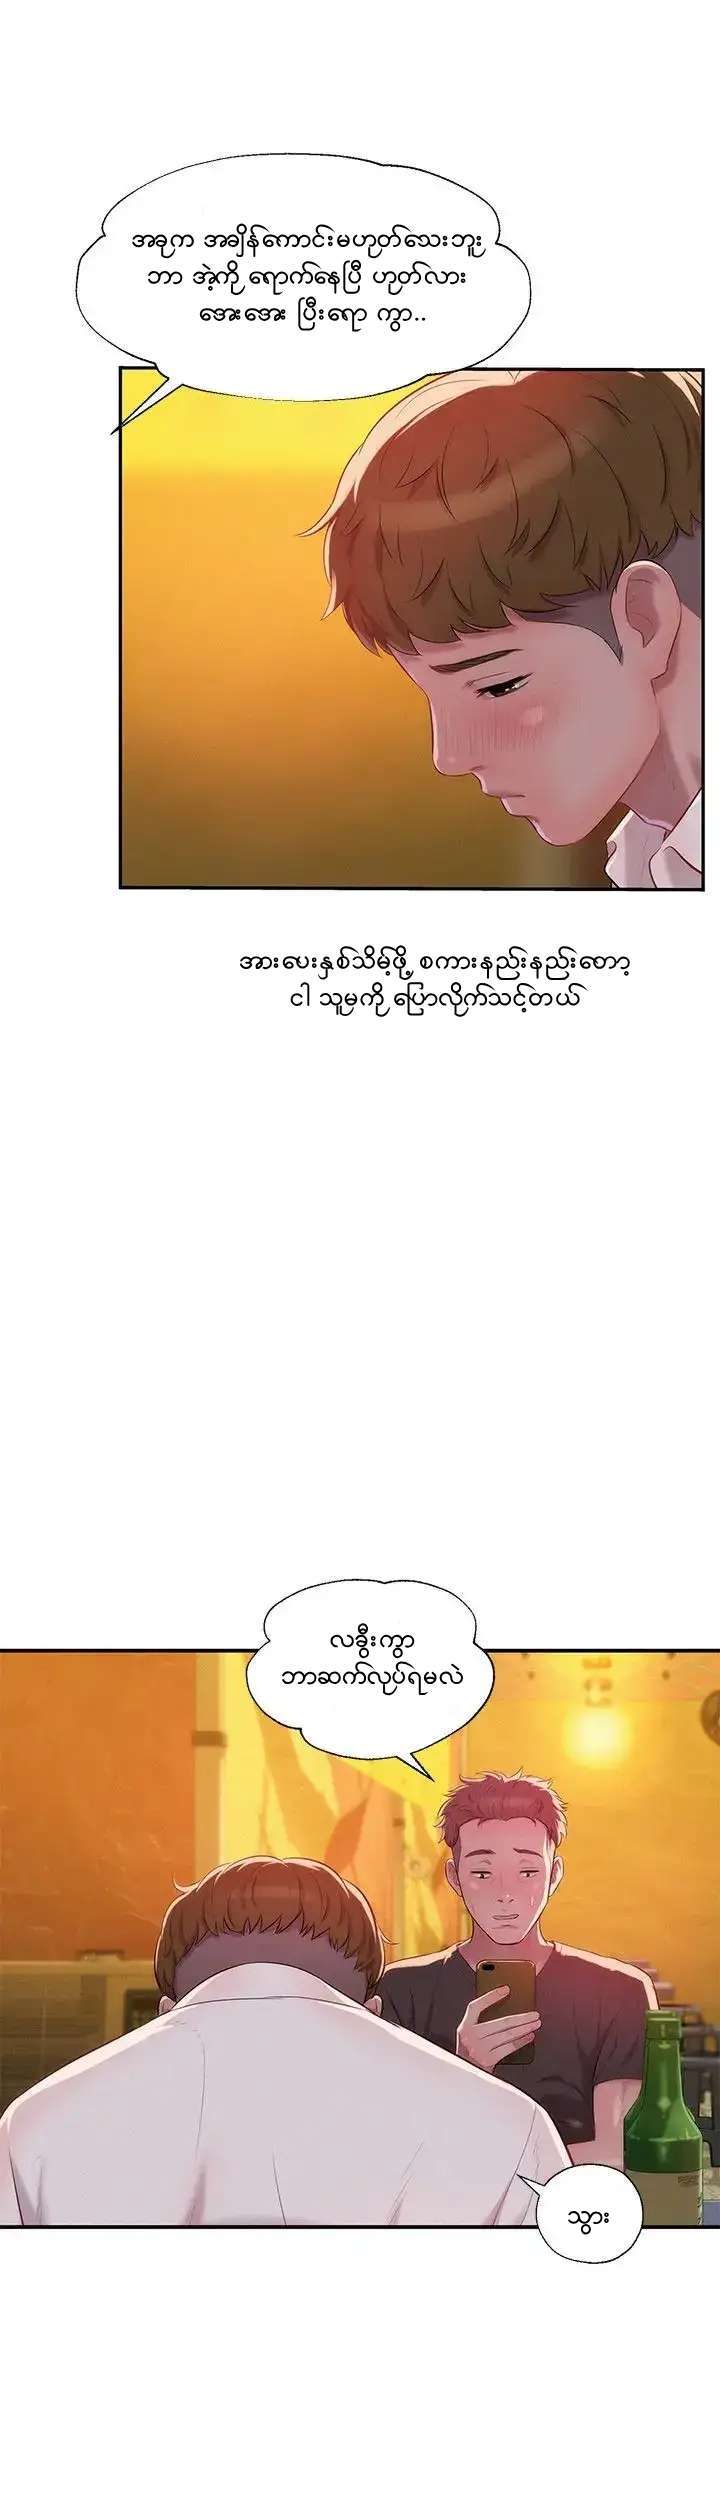 အခုက အချိန်ကောင်းမဟုတ်သေးဘူး
ဘာ အဲ့ကို ရောက်နေပြီ ဟုတ်လား
အေးအေး ပြီးရော ကွာ..
အားပေးနှစ်သိမ့်ဖို့ စကားနည်းနည်းတော့
ငါ သူမကို ပြောလိုက်သင့်တယ်
လခွီးကွာ
ဘာဆက်လုပ်ရမလဲ
သွား